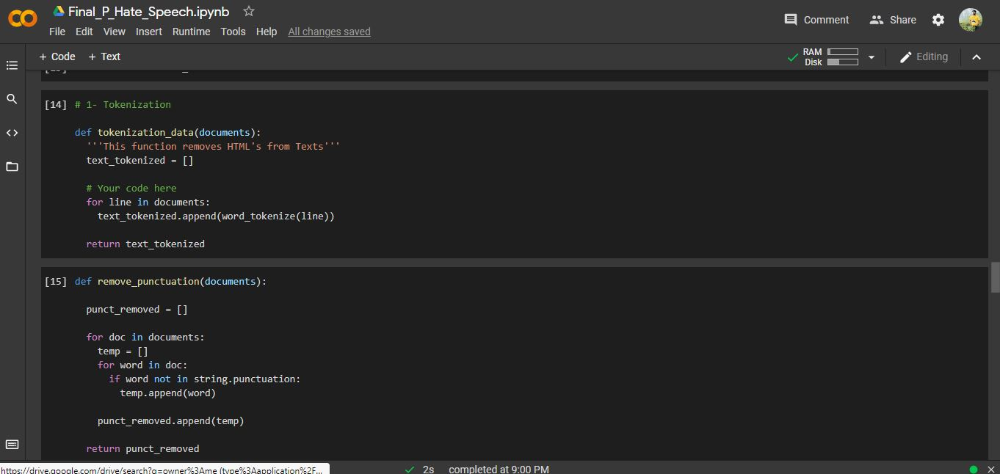 Final_P_Hate_Speech.ipynb
File Edit View Insert Runtime Tools Help All changes saved
Comment Share
+ Code + Text
RAM
Disk
Editing
[14] # 1- Tokenization
def tokenization_data(documents):
'''This function removes HTML's from Texts'''
text_tokenized = []
# Your code here
for line in documents:
text_tokenized.append(word_tokenize(line))
return text_tokenized
[15] def remove_punctuation(documents):
punct_removed = []
for doc in documents:
temp = []
for word in doc:
if word not in string.punctuation:
temp.append(word)
punct_removed.append(temp)
return punct_removed
https://drive.google.com/drive/search?q=owner%3Ame (type%3Aapplication%2F...
2s completed at 9:00 PM